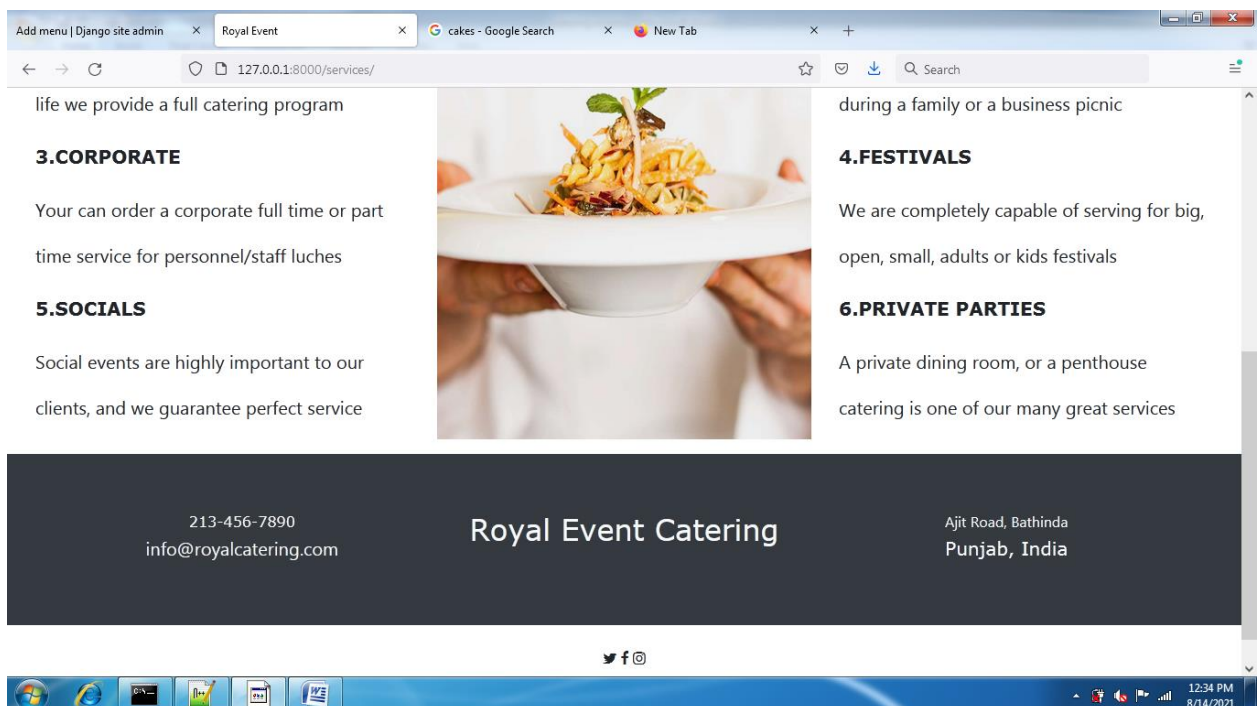 Add menu | Django site admin
Royal Event
cakes - Google Search
New Tab
127.0.0.1:8000/services/
Search
life we provide a full catering program
3.CORPORATE
Your can order a corporate full time or part
time service for personnel/staff luches
5.SOCIALS
Social events are highly important to our
clients, and we guarantee perfect service
during a family or a business picnic
4.FESTIVALS
We are completely capable of serving for big,
open, small, adults or kids festivals
6.PRIVATE PARTIES
A private dining room, or a penthouse
catering is one of our many great services
213-456-7890
info@royalcatering.com
Royal Event Catering
Ajit Road, Bathinda
Punjab, India
12:34 PM
8/14/2021